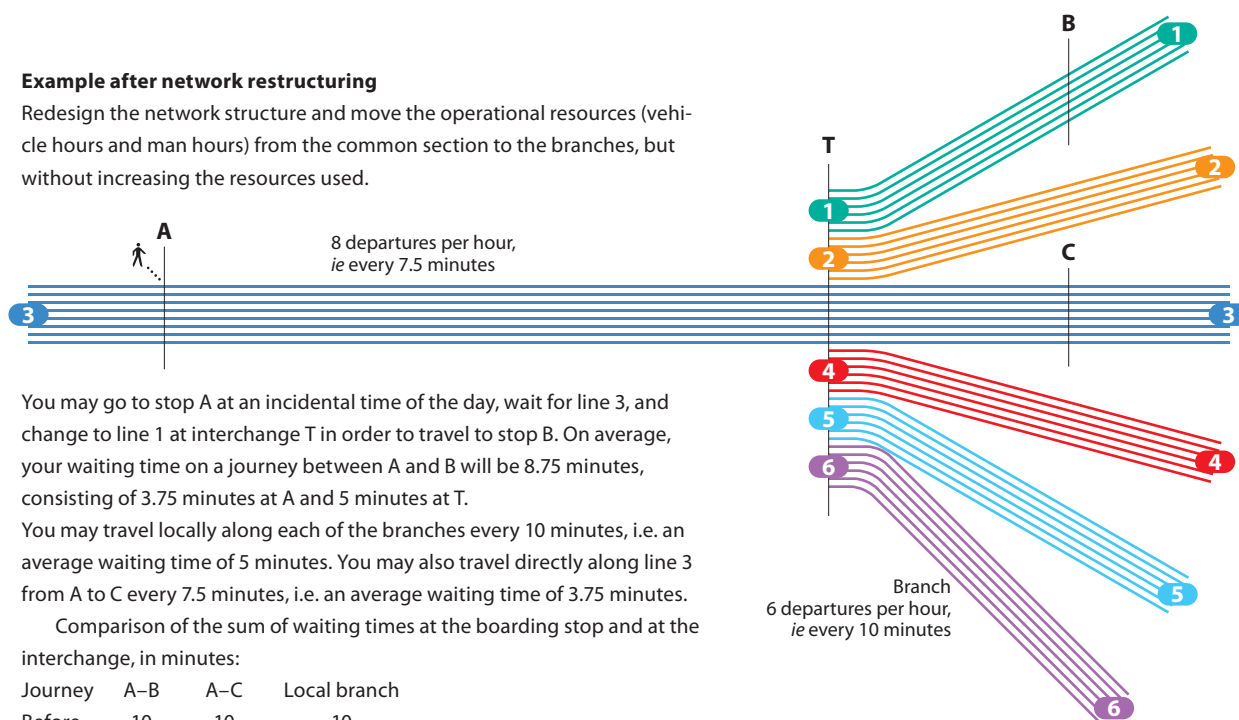 Example after network restructuring
Redesign the network structure and move the operational resources (vehi-
cle hours and man hours) from the common section to the branches, but
without increasing the resources used.
A
8 departures per hour,
ie every 7.5 minutes
3
T
B
1
1
2
2
C
3
4
4
5
5
6
6
Branch
6 departures per hour,
ie every 10 minutes
You may go to stop A at an incidental time of the day, wait for line 3, and
change to line 1 at interchange T in order to travel to stop B. On average,
your waiting time on a journey between A and B will be 8.75 minutes,
consisting of 3.75 minutes at A and 5 minutes at T.
You may travel locally along each of the branches every 10 minutes, i.e. an
average waiting time of 5 minutes. You may also travel directly along line 3
from A to C every 7.5 minutes, i.e. an average waiting time of 3.75 minutes.
Comparison of the sum of waiting times at the boarding stop and at the
interchange, in minutes:
Journey A–B A–C Local branch
Before 10 10 10